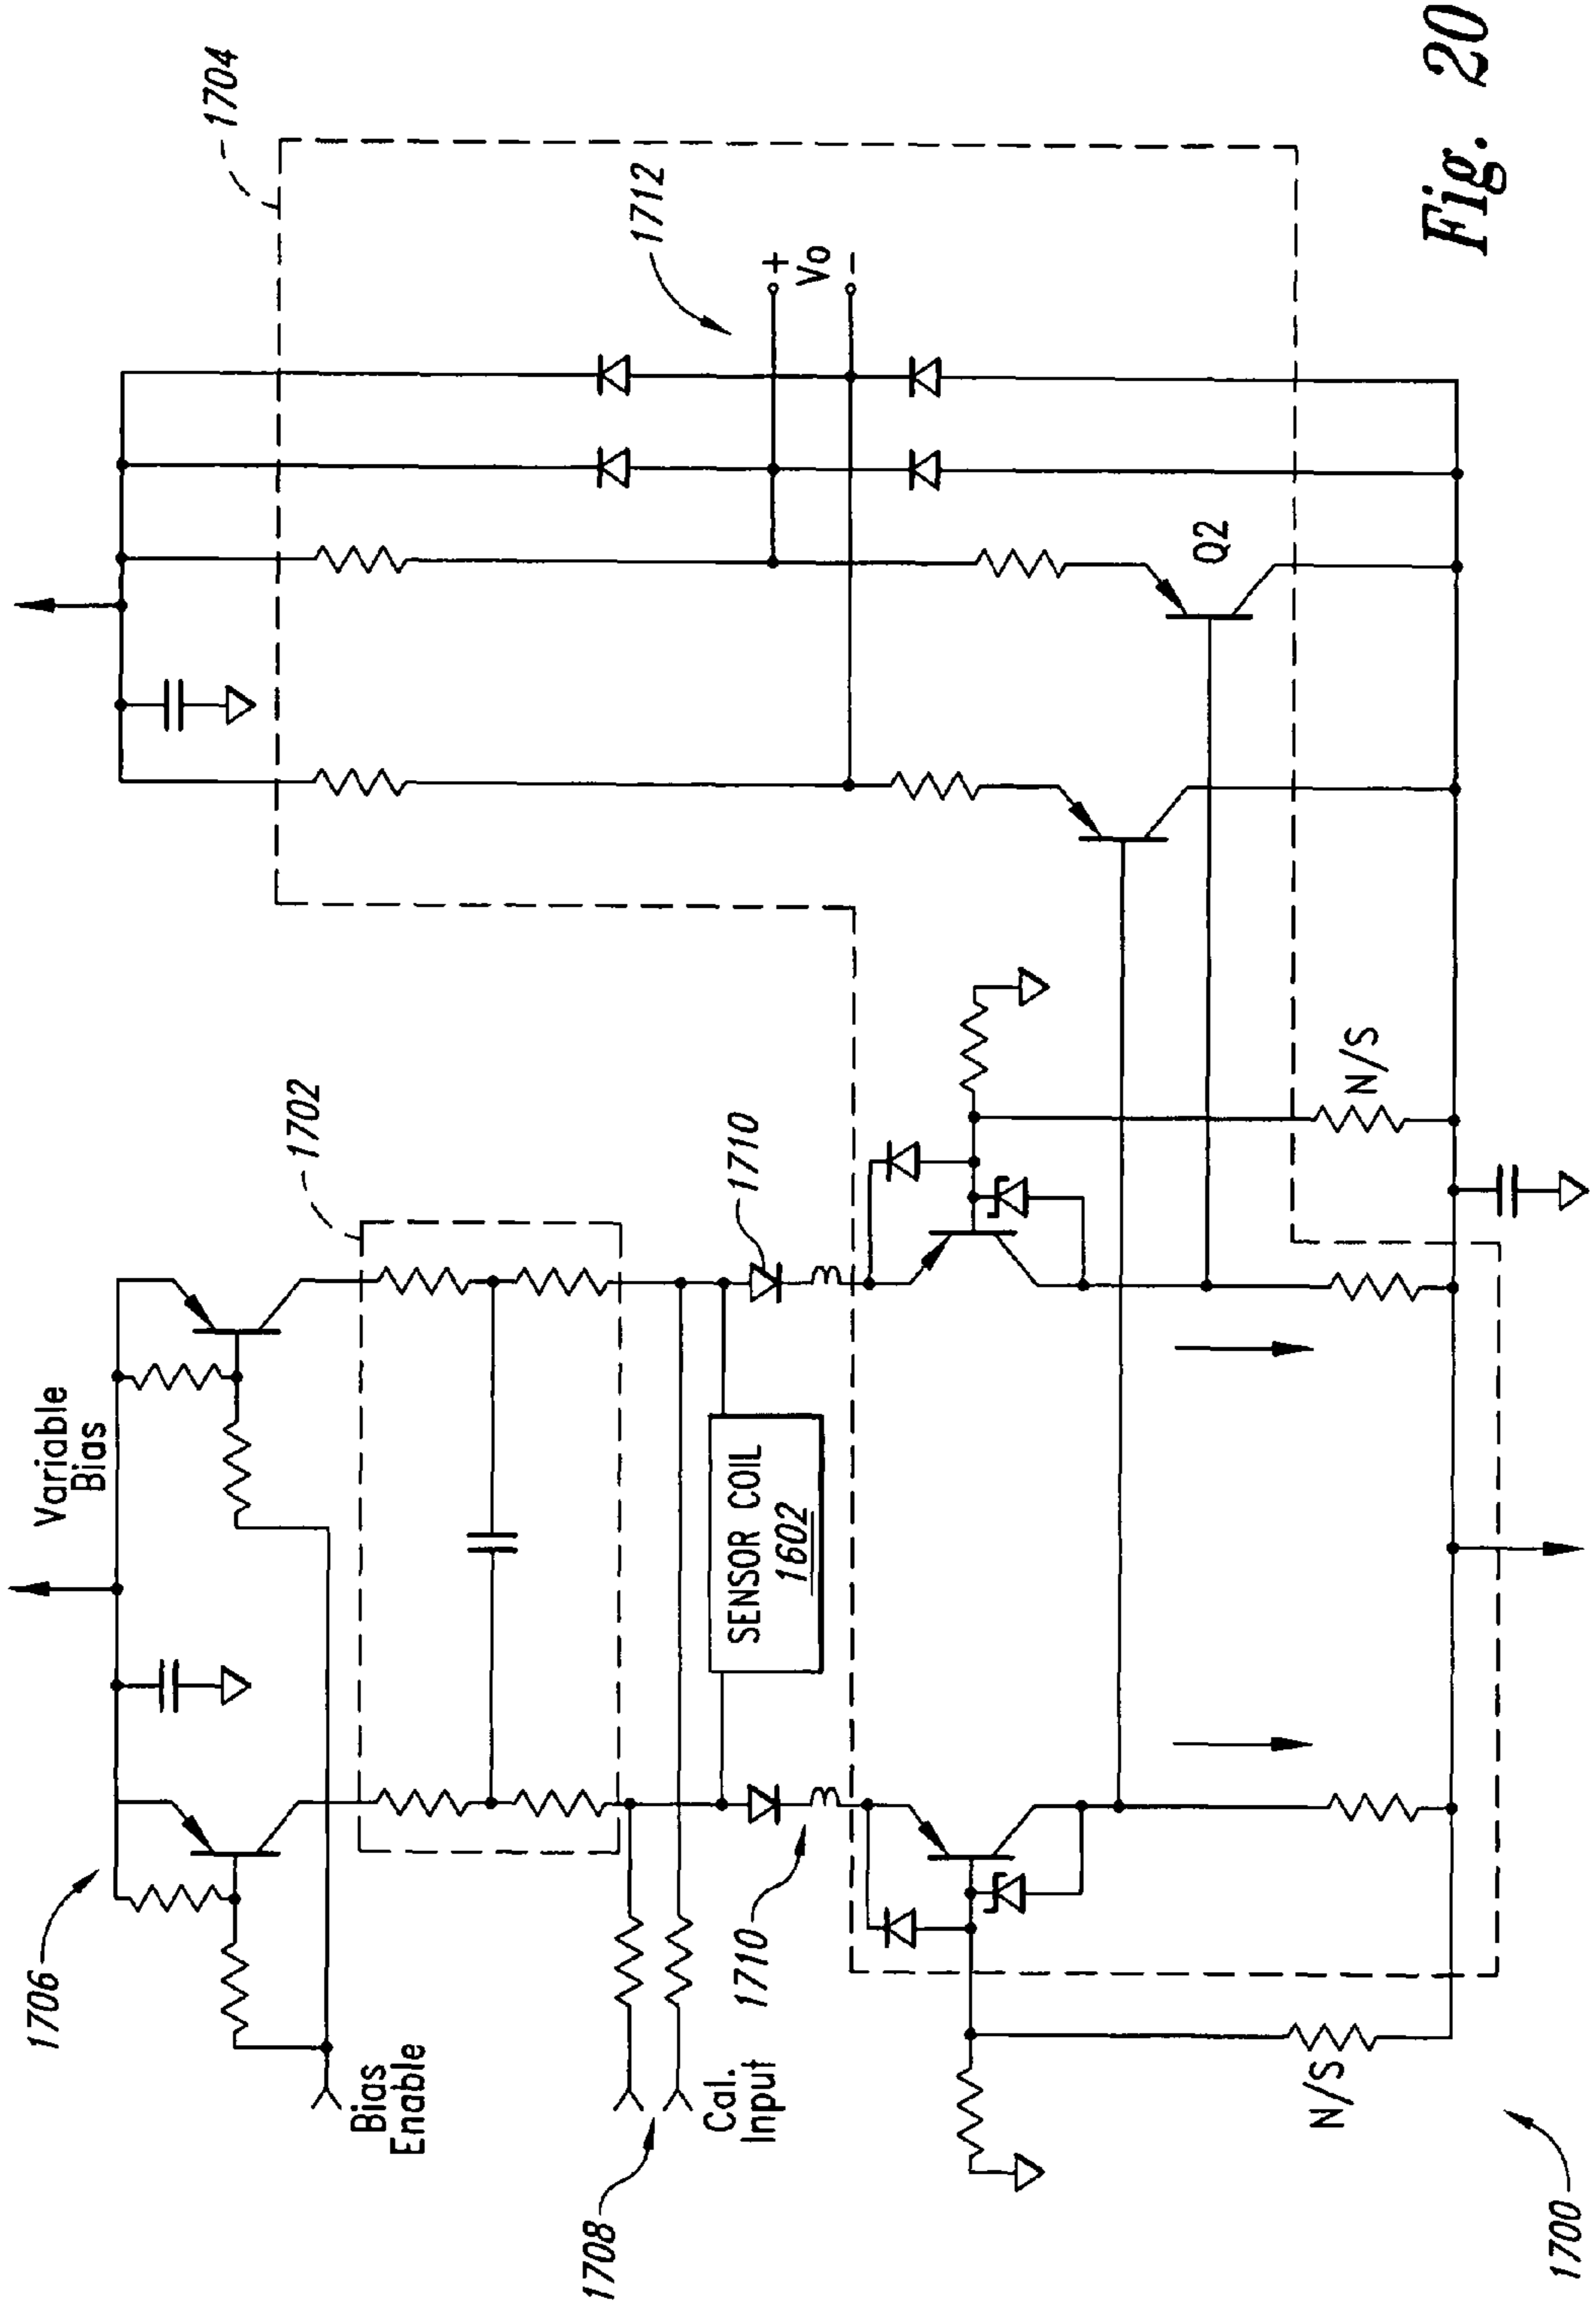 1706
Variable
Bias
1702
1704
Bias
Enable
1708
Cal.
Input
1710
SENSOR COIL
1602
1710
1712
+
Vo
-
Q2
N/S
N/S
1700
Fig. 20